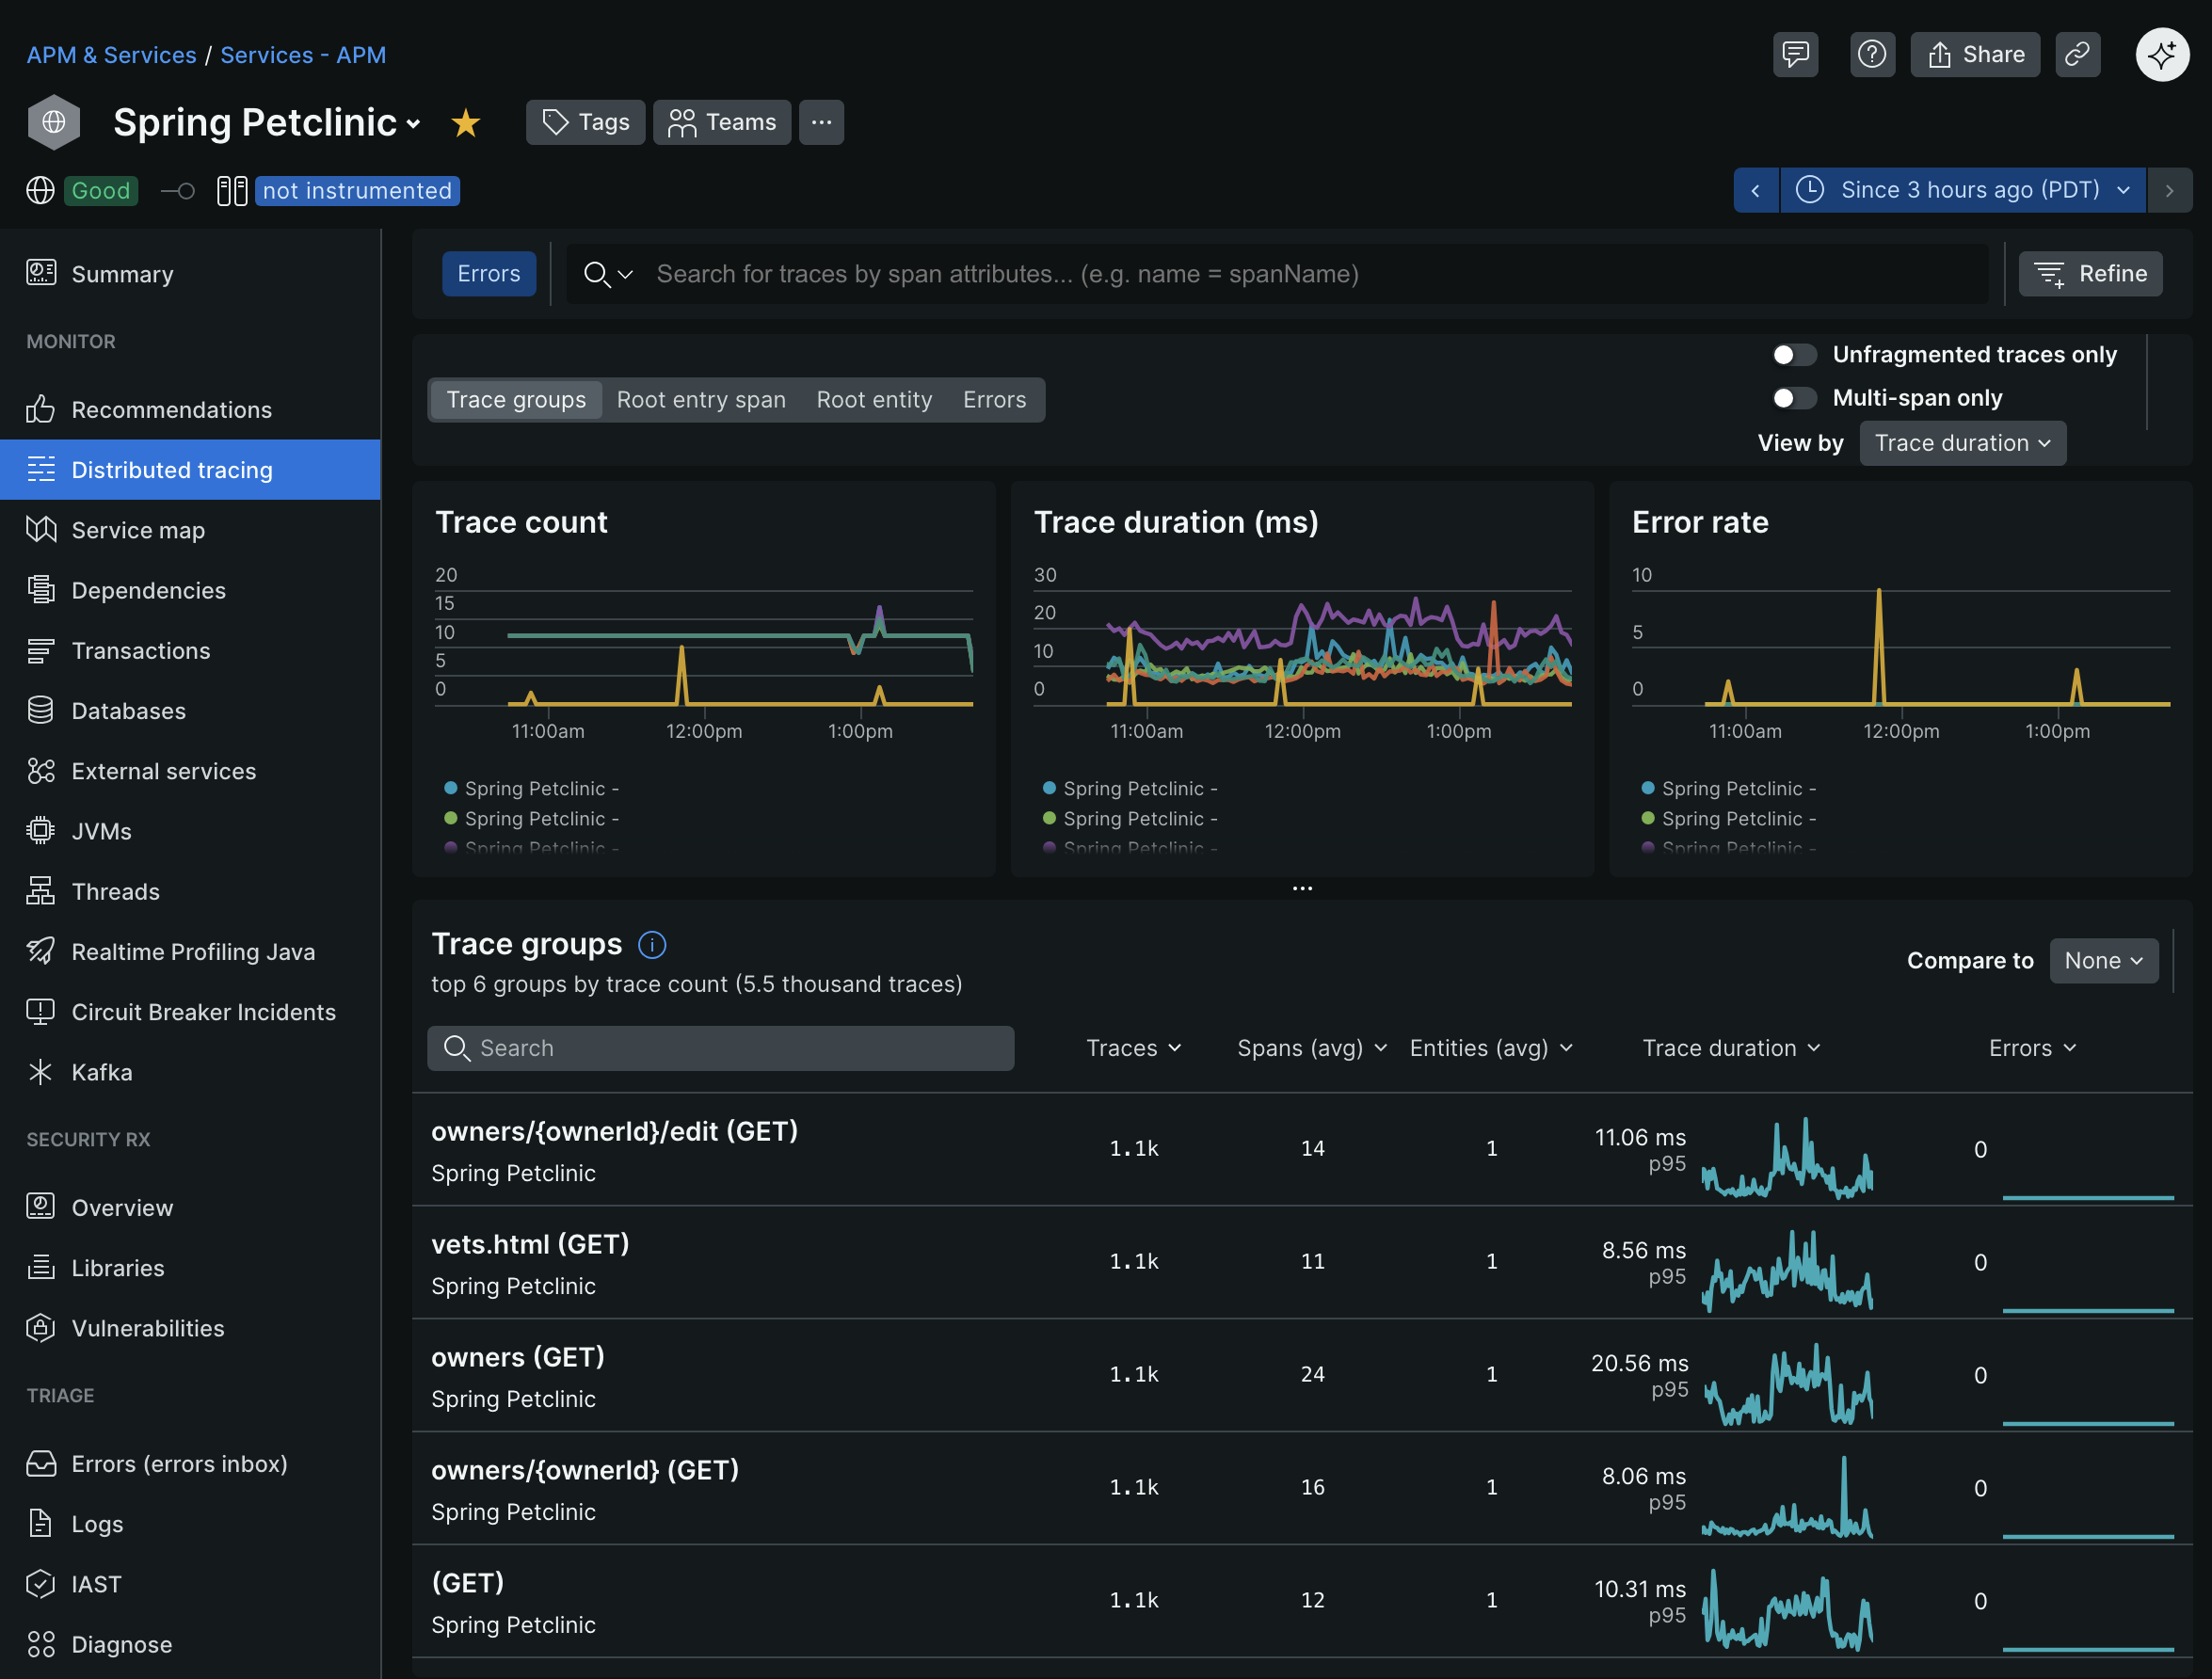 APM & Services / Services - APM
Share
Spring Petclinic
Tags
Teams
Good
not instrumented
Since 3 hours ago (PDT)
Summary
MONITOR
Recommendations
Distributed tracing
Service map
Dependencies
Transactions
Databases
External services
JVMs
Threads
Realtime Profiling Java
Circuit Breaker Incidents
Kafka
SECURITY RX
Overview
Libraries
Vulnerabilities
TRIAGE
Errors (errors inbox)
Logs
IAST
Diagnose
Errors
Search for traces by span attributes... (e.g. name = spanName)
Refine
Trace groups Root entry span Root entity Errors
Unfragmented traces only
Multi-span only
View by Trace duration
Trace count
20
15
10
5
0
11:00am 12:00pm 1:00pm
Spring Petclinic -
Spring Petclinic -
Spring Petclinic -
Trace duration (ms)
30
20
10
0
11:00am 12:00pm 1:00pm
Spring Petclinic -
Spring Petclinic -
Spring Petclinic -
Error rate
10
5
0
11:00am 12:00pm 1:00pm
Spring Petclinic -
Spring Petclinic -
Spring Petclinic -
...
Trace groups
top 6 groups by trace count (5.5 thousand traces)
Compare to None
Search
Traces Spans (avg) Entities (avg) Trace duration Errors
owners/{ownerId}/edit (GET)
Spring Petclinic
1.1k 14 1 11.06 ms 0
p95
vets.html (GET)
Spring Petclinic
1.1k 11 1 8.56 ms 0
p95
owners (GET)
Spring Petclinic
1.1k 24 1 20.56 ms 0
p95
owners/{ownerId} (GET)
Spring Petclinic
1.1k 16 1 8.06 ms 0
p95
(GET)
Spring Petclinic
1.1k 12 1 10.31 ms 0
p95